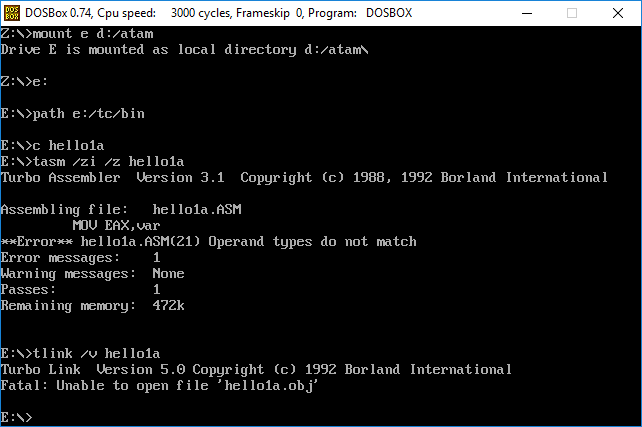 DOS
BOX
DOSBox 0.74, Cpu speed:    3000 cycles, Frameskip  0, Program:   DOSBOX
Z:\>mount e d:/atam
Drive E is mounted as local directory d:/atam\
Z:\>e:
E:\>path e:/tc/bin
E:\>c hello1a
E:\>tasm /zi /z hello1a
Turbo Assembler  Version 3.1  Copyright (c) 1988, 1992 Borland International
Assembling file:   hello1a.ASM
         MOV EAX,var
**Error** hello1a.ASM(21) Operand types do not match
Error messages:    1
Warning messages:  None
Passes:            1
Remaining memory:  472k
E:\>tlink /v hello1a
Turbo Link  Version 5.0 Copyright (c) 1992 Borland International
Fatal: Unable to open file 'hello1a.obj'
E:\>